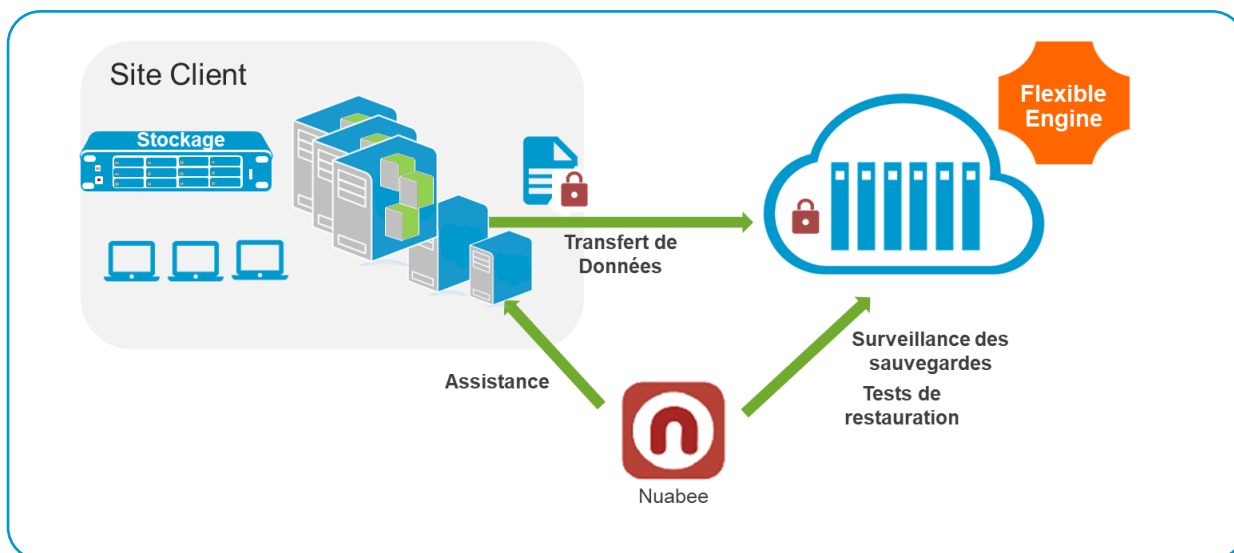 Site Client
Stockage
Flexible
Engine
Transfert de
Données
Surveillance des
sauvegardes
Assistance
Tests de
restauration
Nuabee